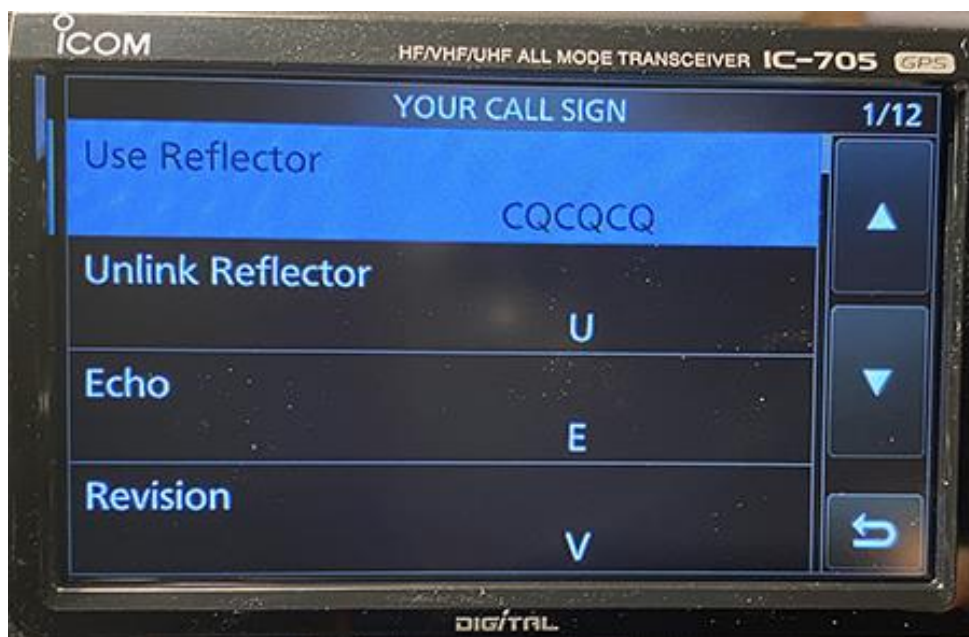 ICOM
HF/VHF/UHF ALL MODE TRANSCEIVER IC-705 GPS
YOUR CALL SIGN 1/12
Use Reflector
CQCQCQ
Unlink Reflector
U
Echo
E
Revision
V
DIGITAL